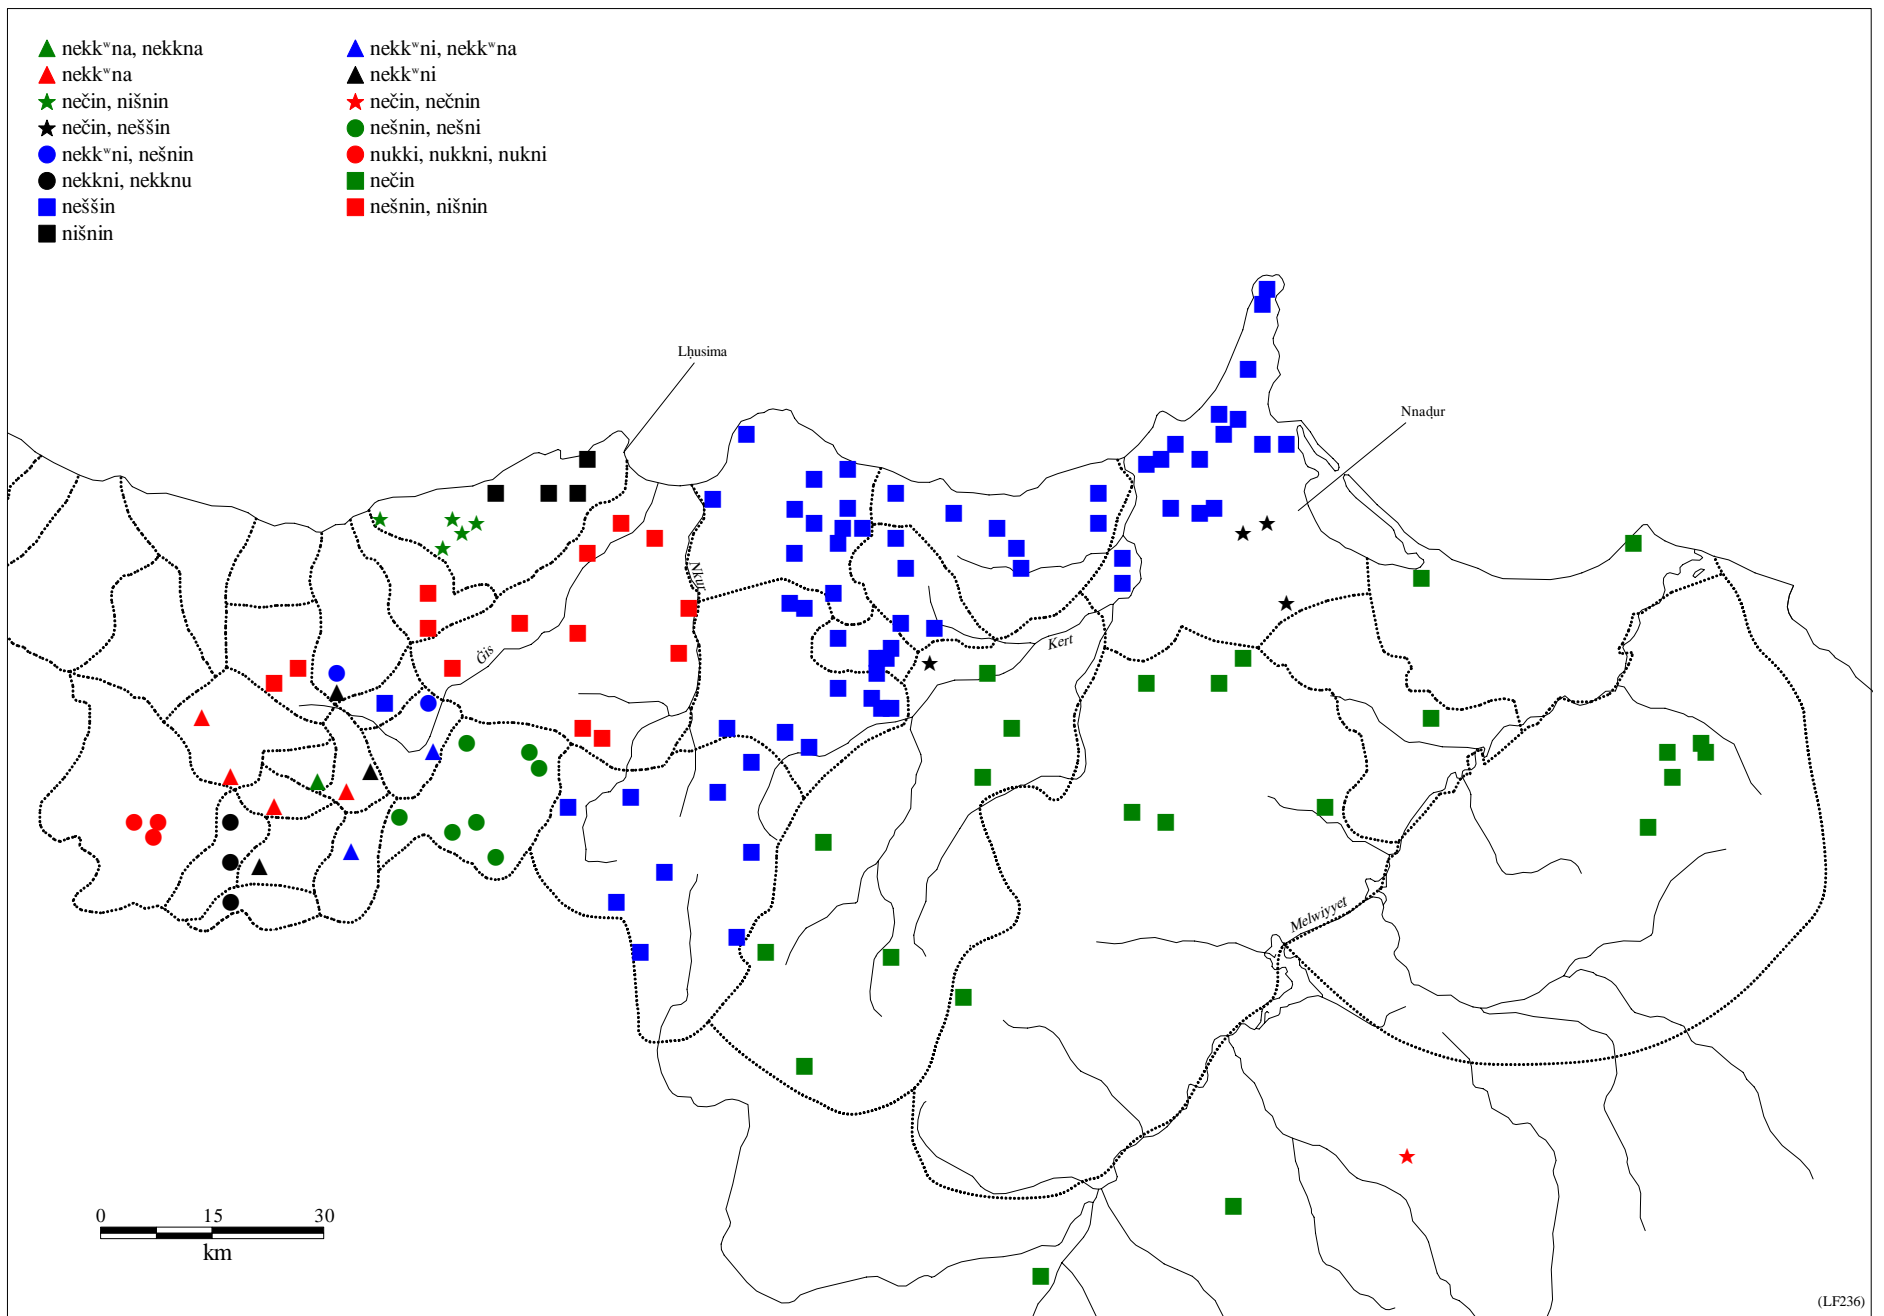 nekkʷna, nekkna
nekkʷna
nečin, nišnin
nečin, neššin
nekkʷni, nešnin
nekkni, nekknu
neššin
nišnin
nekkʷni, nekkʷna
nekkʷni
nečin, nečnin
nešnin, nešni
nukki, nukkni, nukni
nečin
nešnin, nišnin
Lḥusima
Nnaḍur
Nkur
Ġis
Kert
Melwiyyet
0 15 30
km
(LF236)